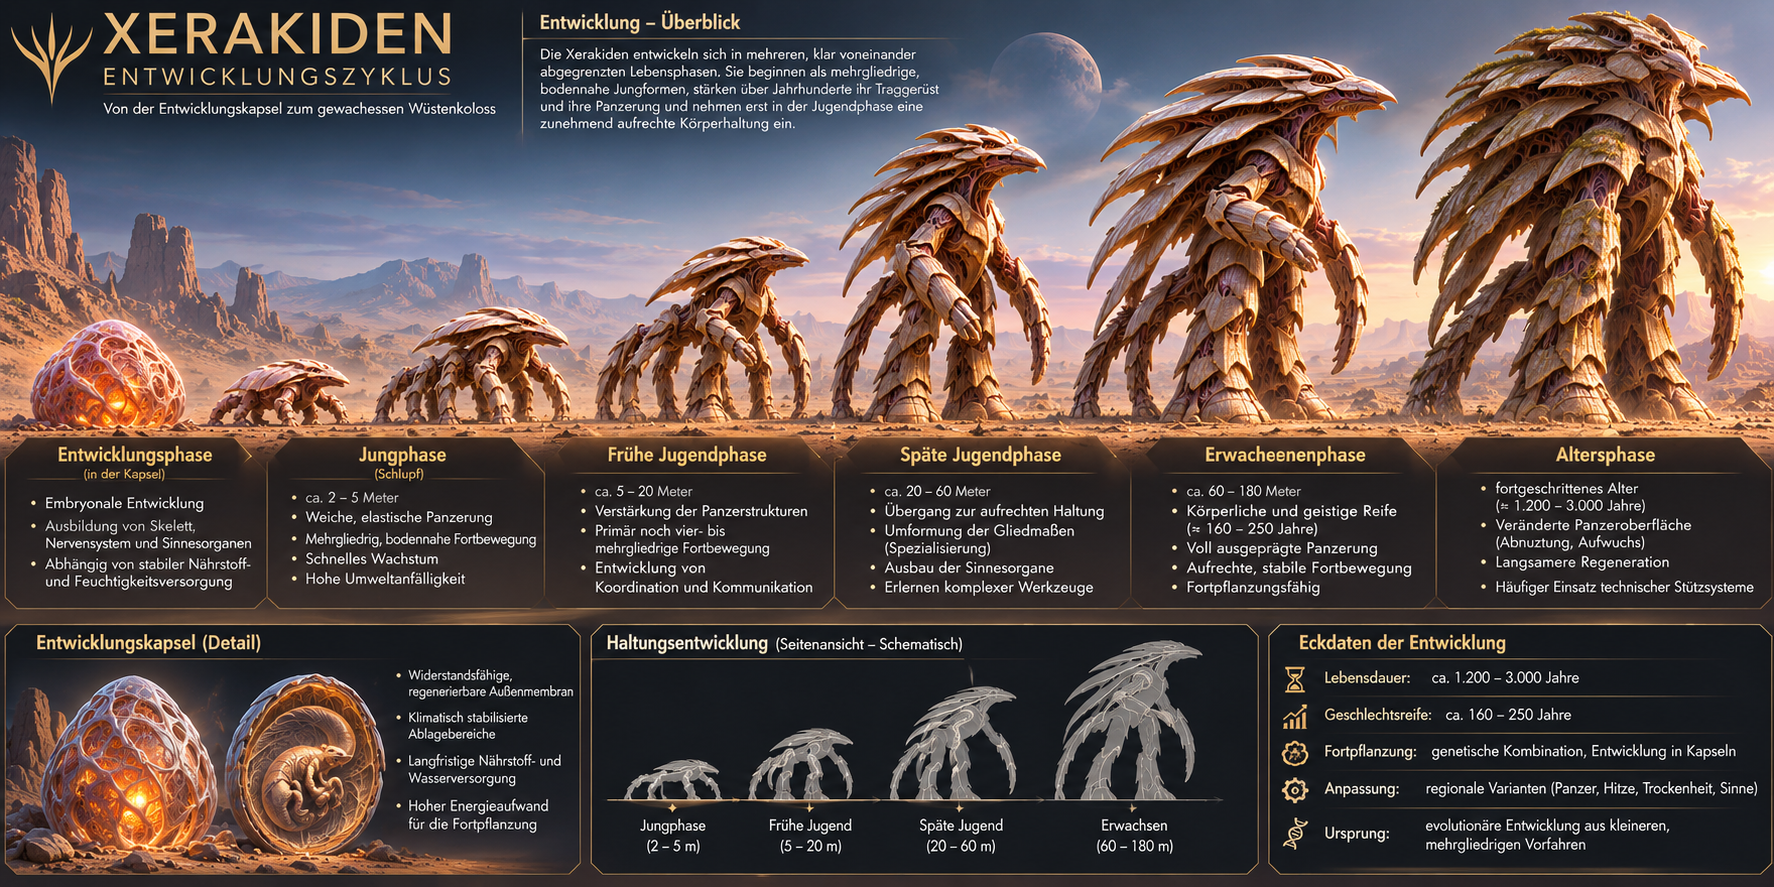 XERAKIDEN
ENTWICKLUNGSZYKLUS
Von der Entwicklungskapsel zum gewachessen Wüstenkoloss
Entwicklung – Überblick
Die Xerakiden entwickeln sich in mehreren, klar voneinander
abgegrenzten Lebensphasen. Sie beginnen als mehrgliedrige,
bodennahe Jungformen, stärken über Jahrhunderte ihr Traggerüst
und ihre Panzerung und nehmen erst in der Jugendphase eine
zunehmend aufrechte Körperhaltung ein.
Entwicklungsphase
(in der Kapsel)
• Embryonale Entwicklung
• Ausbildung von Skelett,
Nervensystem und Sinnesorganen
• Abhängig von stabiler Nährstoff-
und Feuchtigkeitsversorgung
Jungphase
(Schlupf)
• ca. 2 – 5 Meter
• Weiche, elastische Panzerung
• Mehrgliedrig, bodennahe Fortbewegung
• Schnelles Wachstum
• Hohe Umweltanfälligkeit
Frühe Jugendphase
• ca. 5 – 20 Meter
• Verstärkung der Panzerstrukturen
• Primär noch vier- bis
mehrgliedrige Fortbewegung
• Entwicklung von
Koordination und Kommunikation
Späte Jugendphase
• ca. 20 – 60 Meter
• Übergang zur aufrechten Haltung
• Umformung der Gliedmaßen
(Spezialisierung)
• Ausbau der Sinnesorgane
• Erlernen komplexer Werkzeuge
Erwacheenenphase
• ca. 60 – 180 Meter
• Körperliche und geistige Reife
(≈ 160 – 250 Jahre)
• Voll ausgeprägte Panzerung
• Aufrechte, stabile Fortbewegung
• Fortpflanzungsfähig
Altersphase
• fortgeschrittenes Alter
(≈ 1.200 – 3.000 Jahre)
• Veränderte Panzeroberfläche
(Abnuztung, Aufwuchs)
• Langsamere Regeneration
• Häufiger Einsatz technischer Stützsysteme
Entwicklungskapsel (Detail)
• Widerstandsfähige,
regenerierbare Außenmembran
• Klimatisch stabilisierte
Ablagebereiche
• Langfristige Nährstoff- und
Wasserversorgung
• Hoher Energieaufwand
für die Fortpflanzung
Haltungsentwicklung (Seitenansicht – Schematisch)
Jungphase
(2 – 5 m)
Frühe Jugend
(5 – 20 m)
Späte Jugend
(20 – 60 m)
Erwachsen
(60 – 180 m)
Eckdaten der Entwicklung
Lebensdauer: ca. 1.200 – 3.000 Jahre
Geschlechtsreife: ca. 160 – 250 Jahre
Fortpflanzung: genetische Kombination, Entwicklung in Kapseln
Anpassung: regionale Varianten (Panzer, Hitze, Trockenheit, Sinne)
Ursprung: evolutionäre Entwicklung aus kleineren,
mehrgliedrigen Vorfahren